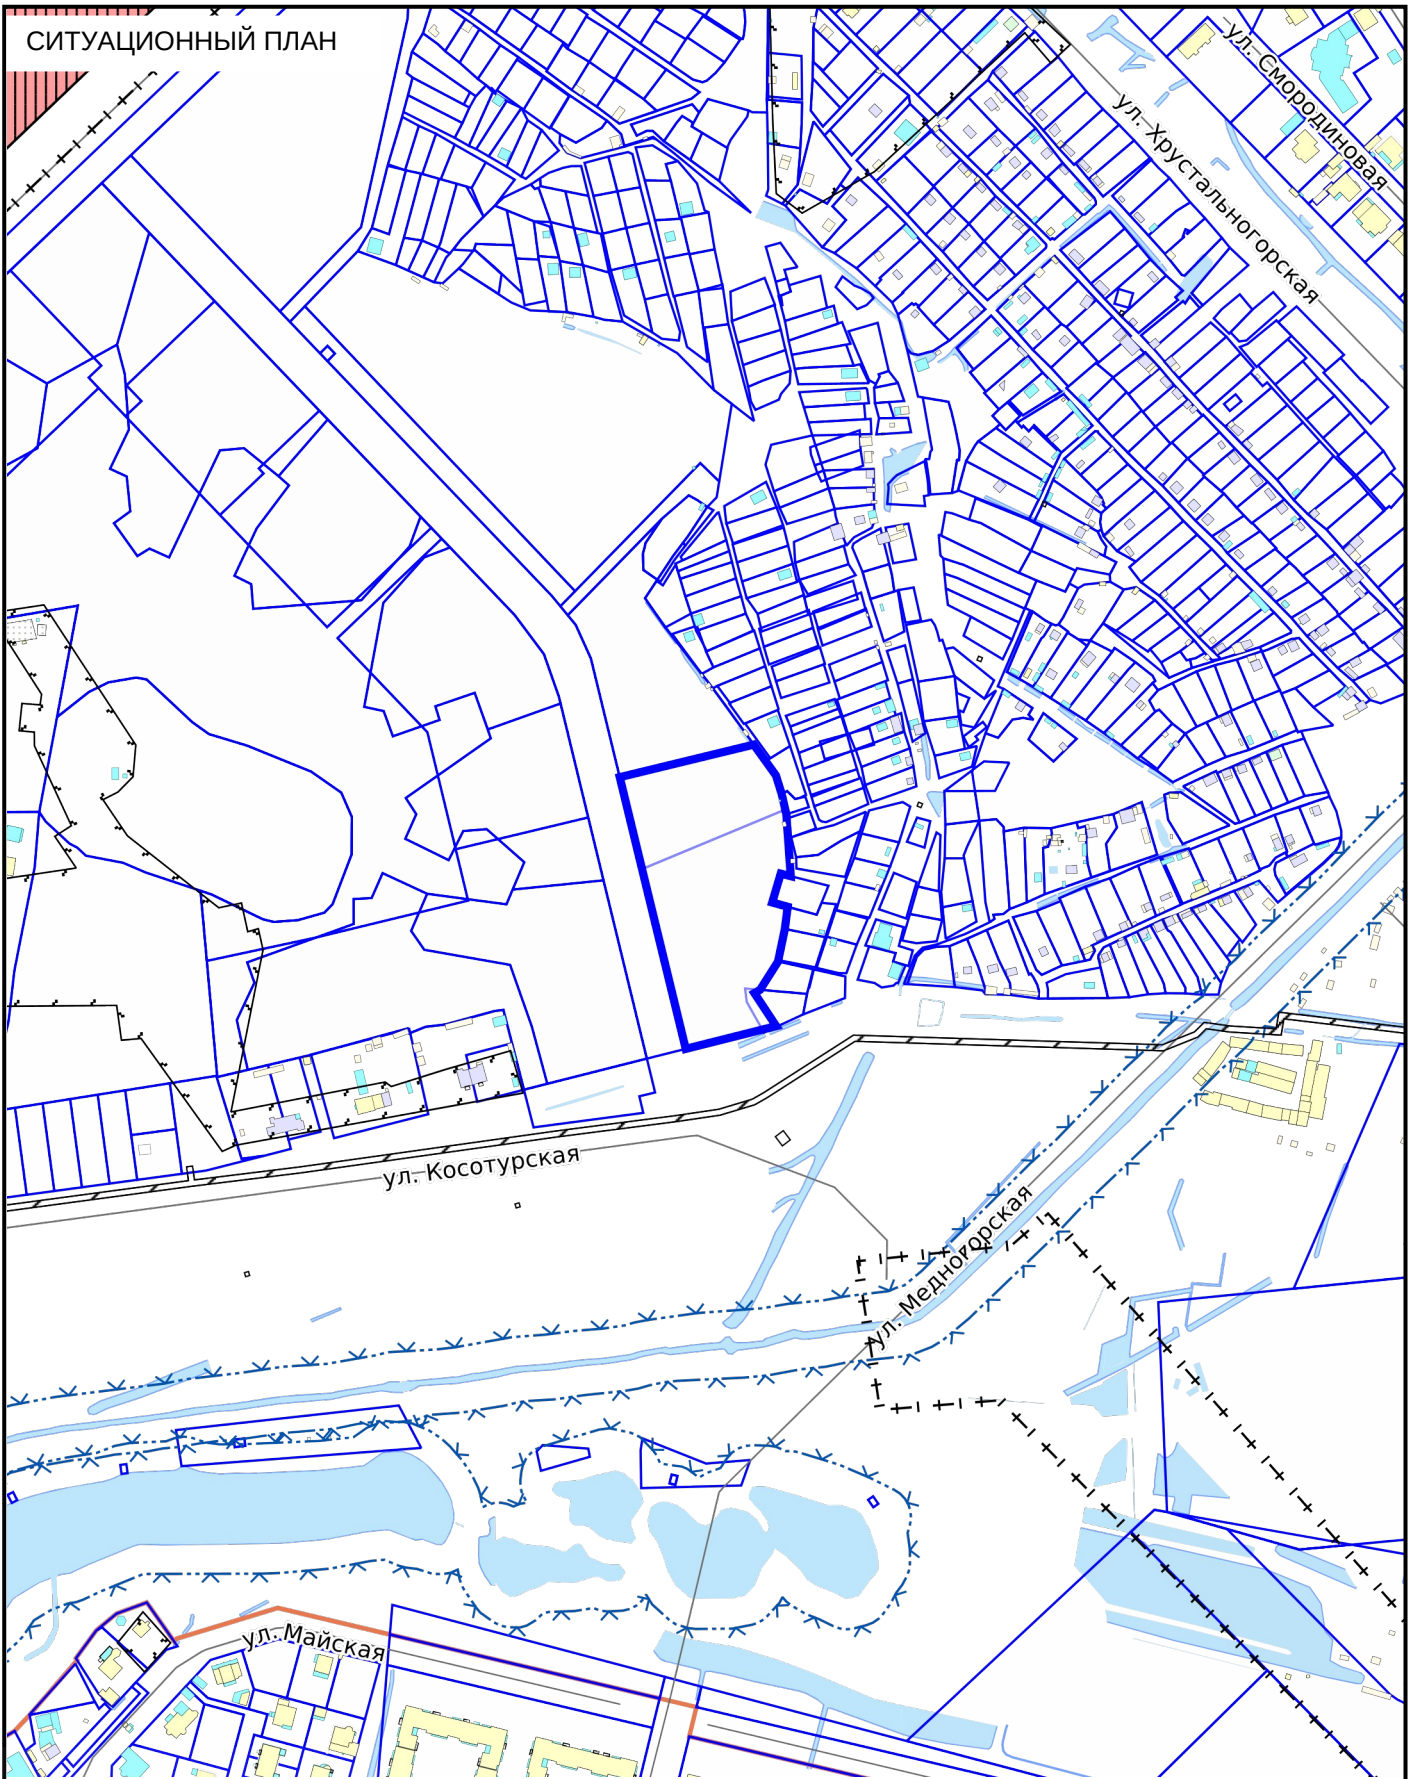 СИТУАЦИОННЫЙ ПЛАН
ул. Смородиновая
ул. Хрустальногорская
ул. Косотурская
ул. Медногорская
ул. Майская